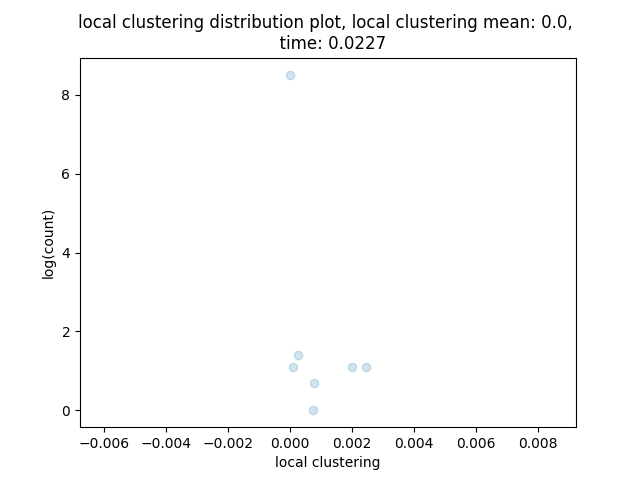 local clustering distribution plot, local clustering mean: 0.0,
time: 0.0227
8
6
4
2
0
log(count)
−0.006 −0.004 −0.002 0.000 0.002 0.004 0.006 0.008
local clustering